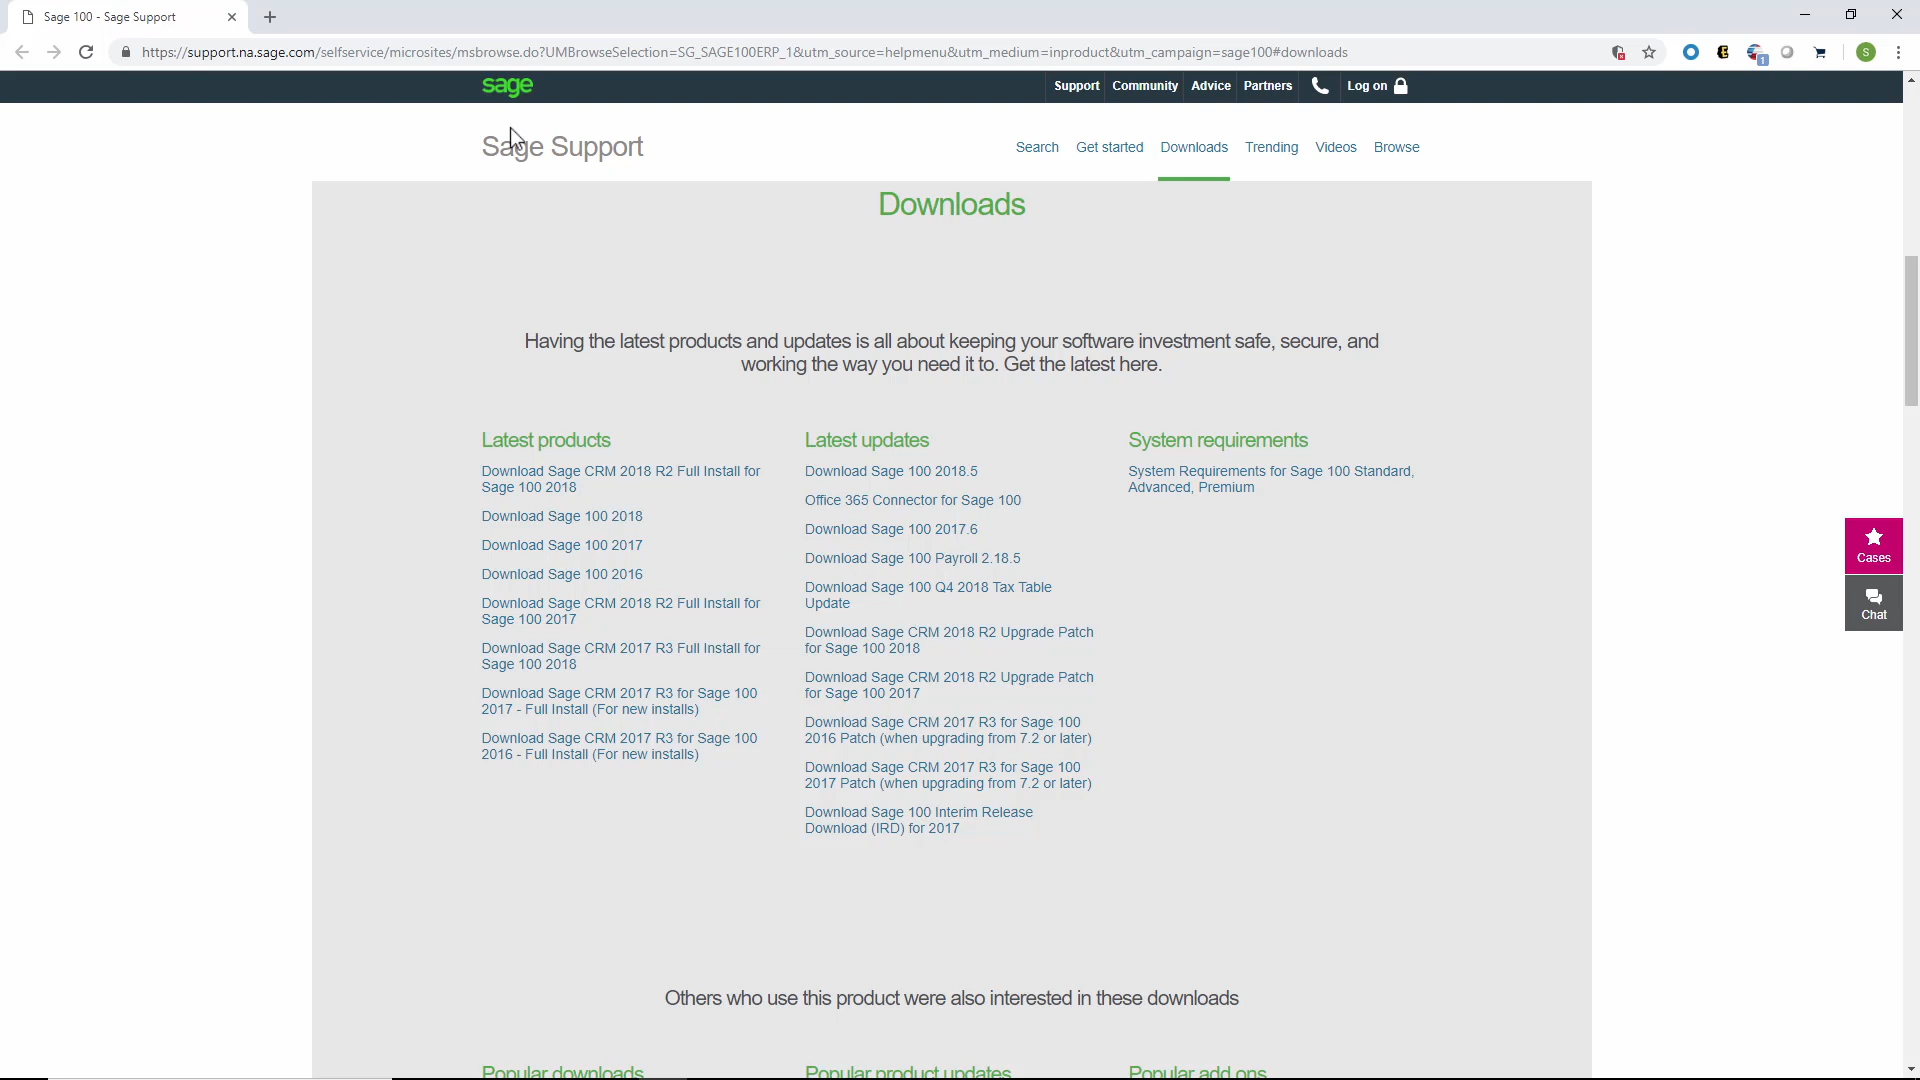 Sage 100 - Sage Support
https://support.na.sage.com/selfservice/microsites/msbrowse.do?UMBrowseSelection=SG_SAGE100ERP_1&utm_source=helpmenu&utm_medium=inproduct&utm_campaign=sage100#downloads
1
S
sage
Support Community Advice Partners Log on
Sage Support
Search Get started Downloads Trending Videos Browse
Downloads
Having the latest products and updates is all about keeping your software investment safe, secure, and
working the way you need it to. Get the latest here.
Latest products
Download Sage CRM 2018 R2 Full Install for
Sage 100 2018
Download Sage 100 2018
Download Sage 100 2017
Download Sage 100 2016
Download Sage CRM 2018 R2 Full Install for
Sage 100 2017
Download Sage CRM 2017 R3 Full Install for
Sage 100 2018
Download Sage CRM 2017 R3 for Sage 100
2017 - Full Install (For new installs)
Download Sage CRM 2017 R3 for Sage 100
2016 - Full Install (For new installs)
Latest updates
Download Sage 100 2018.5
Office 365 Connector for Sage 100
Download Sage 100 2017.6
Download Sage 100 Payroll 2.18.5
Download Sage 100 Q4 2018 Tax Table
Update
Download Sage CRM 2018 R2 Upgrade Patch
for Sage 100 2018
Download Sage CRM 2018 R2 Upgrade Patch
for Sage 100 2017
Download Sage CRM 2017 R3 for Sage 100
2016 Patch (when upgrading from 7.2 or later)
Download Sage CRM 2017 R3 for Sage 100
2017 Patch (when upgrading from 7.2 or later)
Download Sage 100 Interim Release
Download (IRD) for 2017
System requirements
System Requirements for Sage 100 Standard,
Advanced, Premium
Cases
Chat
Others who use this product were also interested in these downloads
Popular downloads
Popular product updates
Popular add ons